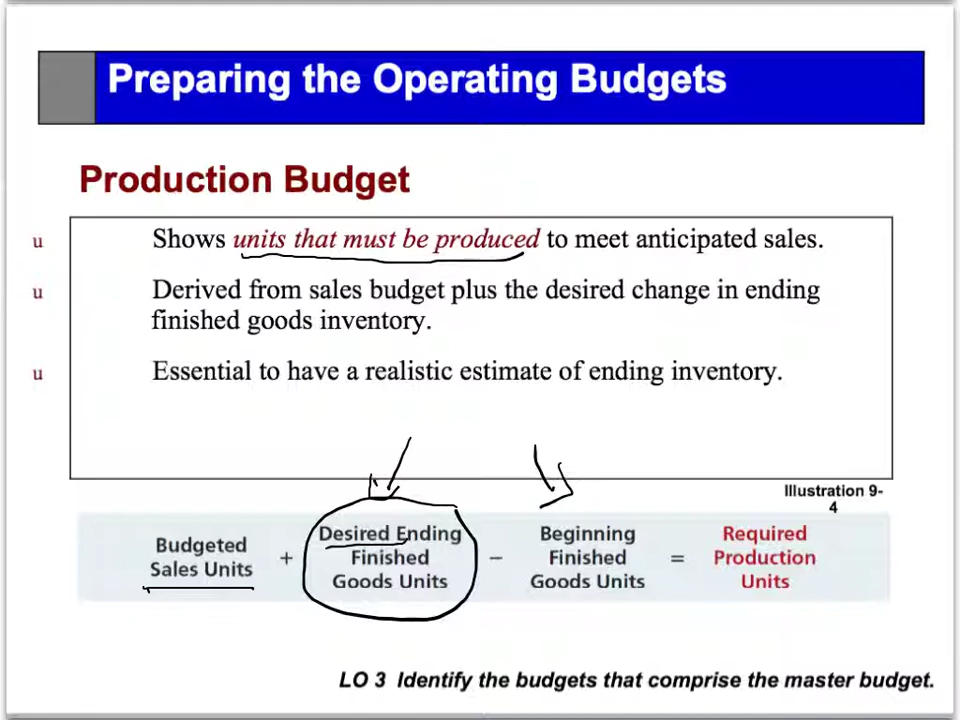 Preparing the Operating Budgets
Production Budget
u Shows units that must be produced to meet anticipated sales.
u Derived from sales budget plus the desired change in ending
finished goods inventory.
u Essential to have a realistic estimate of ending inventory.
Illustration 9-
4
Budgeted
Sales Units
+
Desired Ending
Finished
Goods Units
−
Beginning
Finished
Goods Units
=
Required
Production
Units
LO 3 Identify the budgets that comprise the master budget.